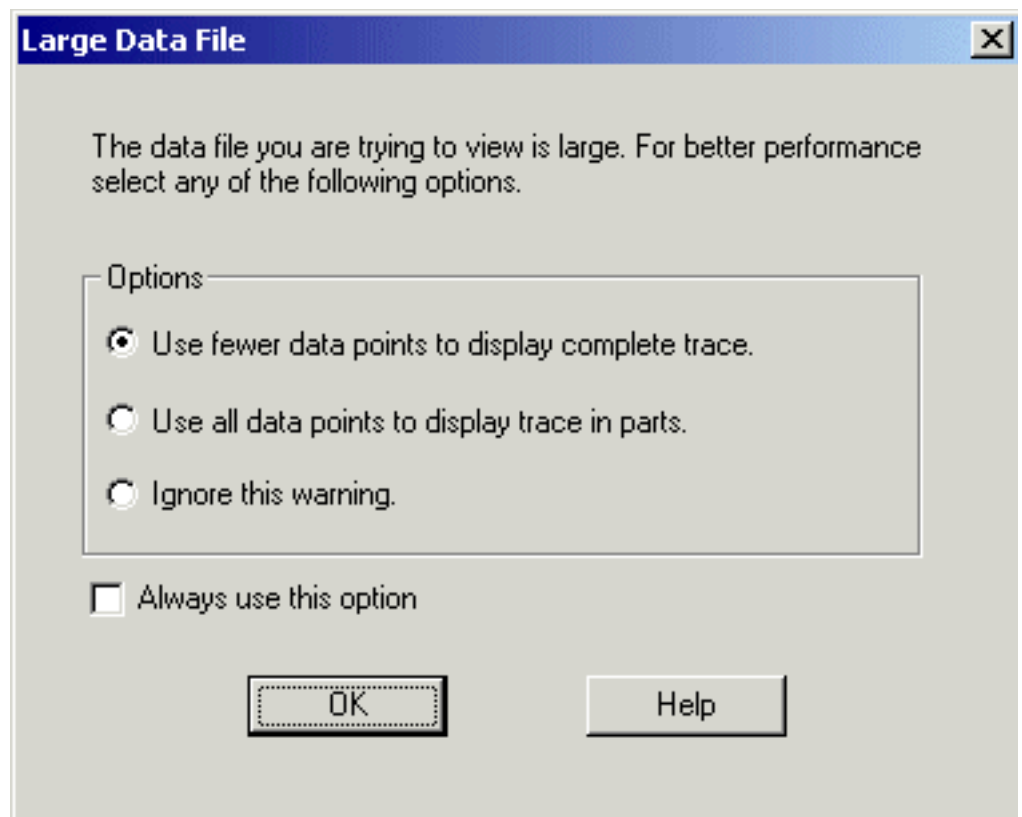 Large Data File
The data file you are trying to view is large. For better performance
select any of the following options.
Options
Use fewer data points to display complete trace.
Use all data points to display trace in parts.
Ignore this warning.
Always use this option
OK
Help